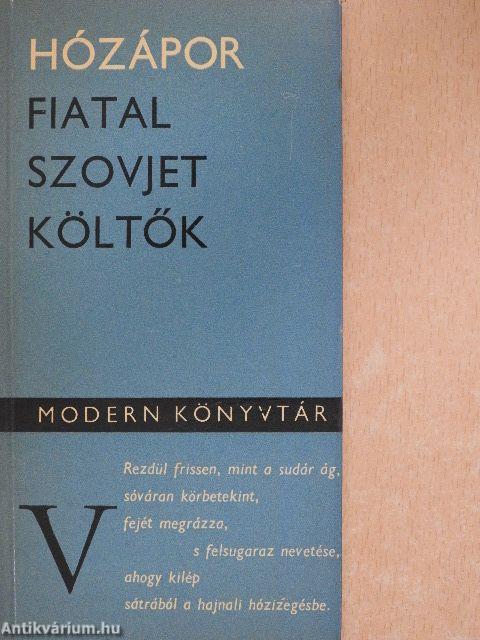 HÓZÁPOR
FIATAL
SZOVJET
KÖLTŐK
MODERN KÖNYVTÁR
V
Rezdül frissen, mint a sudár ág,
sóváran körbetekint,
fejét megrázza,
s felsugaraz nevetése,
ahogy kilép
sátrából a hajnali hózizegésbe.
Antikvárium.hu